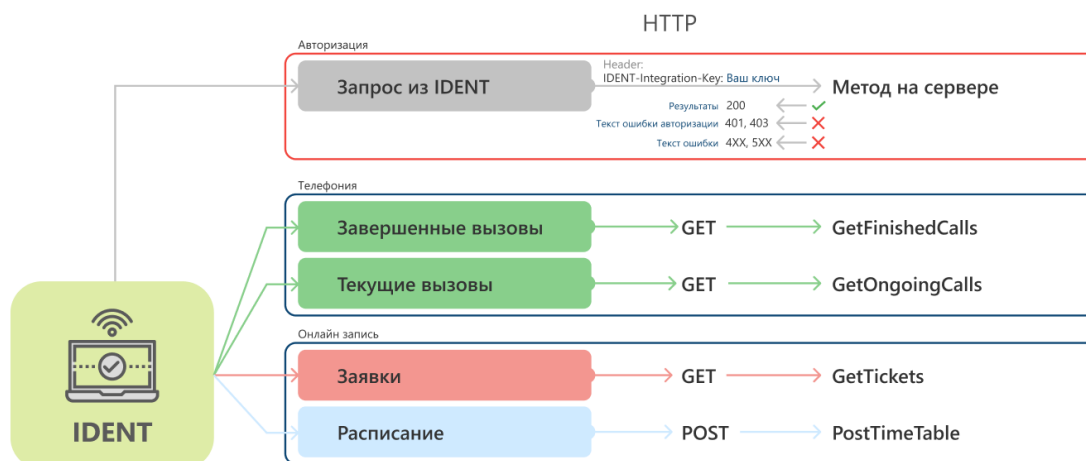 HTTP
Авторизация
Запрос из IDENT
Header:
IDENT-Integration-Key: Ваш ключ
Метод на сервере
Результаты 200
Текст ошибки авторизации 401, 403
Текст ошибки 4XX, 5XX
Телефония
Завершенные вызовы GET GetFinishedCalls
Текущие вызовы GET GetOngoingCalls
Онлайн запись
Заявки GET GetTickets
Расписание POST PostTimeTable
IDENT